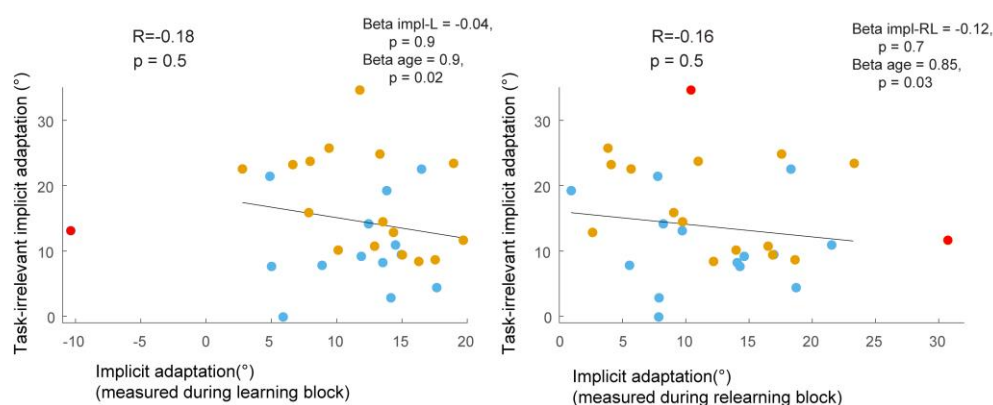 R=-0.18
p = 0.5
Beta impl-L = -0.04,
p = 0.9
Beta age = 0.9,
p = 0.02
Task-irrelevant implicit adaptation (°)
30
20
10
0
-10
-5
0
5
10
15
20
Implicit adaptation(°)
(measured during learning block)
R=-0.16
p = 0.5
Beta impl-RL = -0.12,
p = 0.7
Beta age = 0.85,
p = 0.03
Task-irrelevant implicit adaptation (°)
30
20
10
0
0
5
10
15
20
25
30
Implicit adaptation(°)
(measured during relearning block)